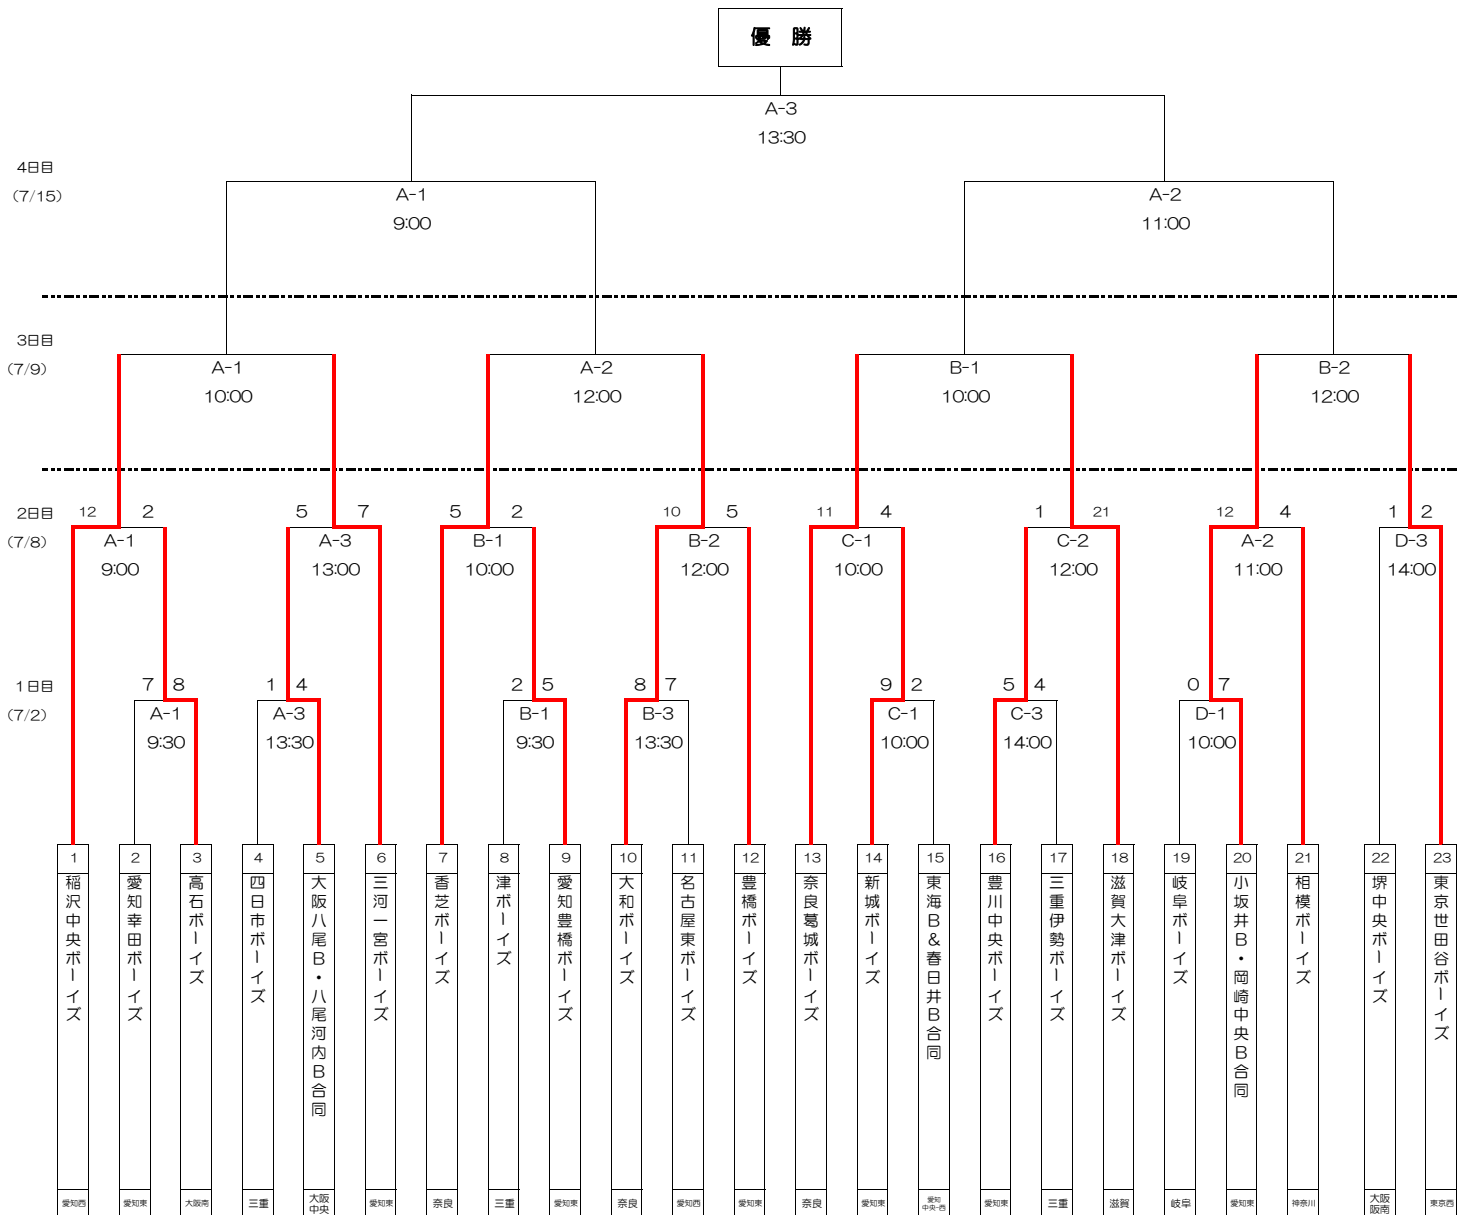 優 勝
A-3
13:30
4日目
(7/15)
A-1
9:00
A-2
11:00
3日目
(7/9)
A-1
10:00
A-2
12:00
B-1
10:00
B-2
12:00
2日目
(7/8)
12 2
A-1
9:00
5 7
A-3
13:00
5 2
B-1
10:00
10 5
B-2
12:00
11 4
C-1
10:00
1 21
C-2
12:00
12 4
A-2
11:00
1 2
D-3
14:00
1日目
(7/2)
7 8
A-1
9:30
1 4
A-3
13:30
2 5
B-1
9:30
8 7
B-3
13:30
9 2
C-1
10:00
5 4
C-3
14:00
0 7
D-1
10:00
1
稲沢中央ボーイズ
愛知西
2
愛知幸田ボーイズ
愛知東
3
高石ボーイズ
大阪南
4
四日市ボーイズ
三重
5
大阪八尾B・八尾河内B合同
大阪
中央
6
三河一宮ボーイズ
愛知東
7
香芝ボーイズ
奈良
8
津ボーイズ
三重
9
愛知豊橋ボーイズ
愛知東
10
大和ボーイズ
奈良
11
名古屋東ボーイズ
愛知西
12
豊橋ボーイズ
愛知東
13
奈良葛城ボーイズ
奈良
14
新城ボーイズ
愛知東
15
東海B&春日井B合同
愛知
中央-西
16
豊川中央ボーイズ
愛知東
17
三重伊勢ボーイズ
三重
18
滋賀大津ボーイズ
滋賀
19
岐阜ボーイズ
岐阜
20
小坂井B・岡崎中央B合同
愛知東
21
相模ボーイズ
神奈川
22
堺中央ボーイズ
大阪
阪南
23
東京世田谷ボーイズ
東京西